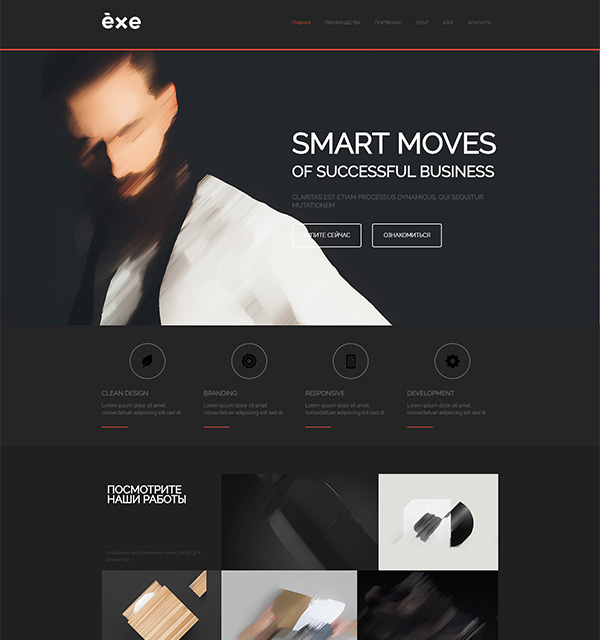 èxe
ГЛАВНАЯ ПРЕИМУЩЕСТВА ПОРТФОЛИО ОПЫТ БЛОГ КОНТАКТЫ
SMART MOVES
OF SUCCESSFUL BUSINESS
CLARITAS EST ETIAM PROCESSUS DYNAMICUS, QUI SEQUITUR
MUTATIONEM
СЕЙЧАС ОЗНАКОМИТЬСЯ
CLEAN DESIGN BRANDING RESPONSIVE DEVELOPMENT
Lorem ipsum dolor sit amet, Lorem ipsum dolor sit amet, Lorem ipsum dolor sit amet, Lorem ipsum dolor sit amet,
consectetuer adipiscing elit sed di consectetuer adipiscing elit sed di consectetuer adipiscing elit sed di consectetuer adipiscing elit sed di
ПОСМОТРИТЕ
НАШИ РАБОТЫ